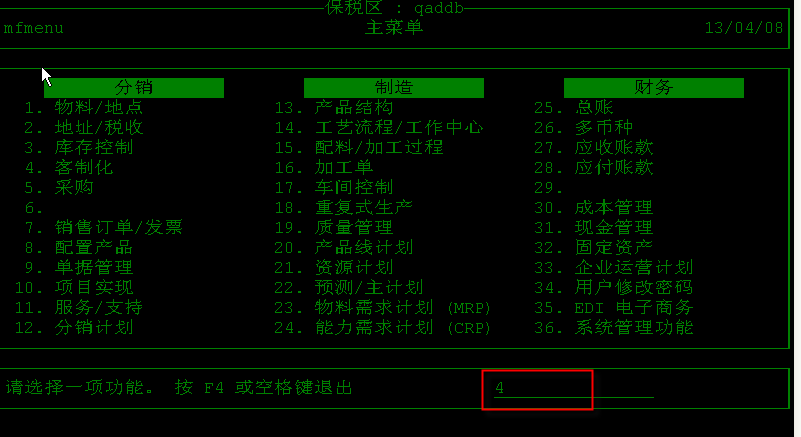 保税区 : qaddb
mfmenu 主菜单 13/04/08
分销 制造 财务
1. 物料/地点 13. 产品结构 25. 总账
2. 地址/税收 14. 工艺流程/工作中心 26. 多币种
3. 库存控制 15. 配料/加工过程 27. 应收账款
4. 客制化 16. 加工单 28. 应付账款
5. 采购 17. 车间控制 29.
6. 18. 重复式生产 30. 成本管理
7. 销售订单/发票 19. 质量管理 31. 现金管理
8. 配置产品 20. 产品线计划 32. 固定资产
9. 单据管理 21. 资源计划 33. 企业运营计划
10. 项目实现 22. 预测/主计划 34. 用户修改密码
11. 服务/支持 23. 物料需求计划 (MRP) 35. EDI 电子商务
12. 分销计划 24. 能力需求计划 (CRP) 36. 系统管理功能
请选择一项功能。 按 F4 或空格键退出 4